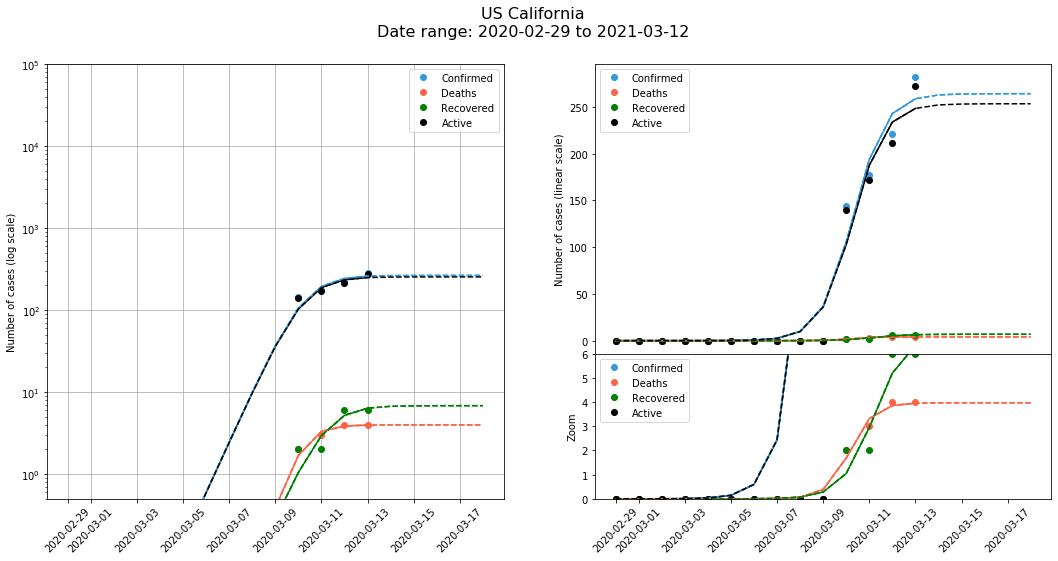 US California
Date range: 2020-02-29 to 2021-03-12
Number of cases (log scale)
10^5
10^4
10^3
10^2
10^1
10^0
Confirmed
Deaths
Recovered
Active
2020-02-29
2020-03-01
2020-03-03
2020-03-05
2020-03-07
2020-03-09
2020-03-11
2020-03-13
2020-03-15
2020-03-17
Number of cases (linear scale)
250
200
150
100
50
0
Confirmed
Deaths
Recovered
Active
Zoom
6
5
4
3
2
1
0
Confirmed
Deaths
Recovered
Active
2020-02-29
2020-03-01
2020-03-03
2020-03-05
2020-03-07
2020-03-09
2020-03-11
2020-03-13
2020-03-15
2020-03-17